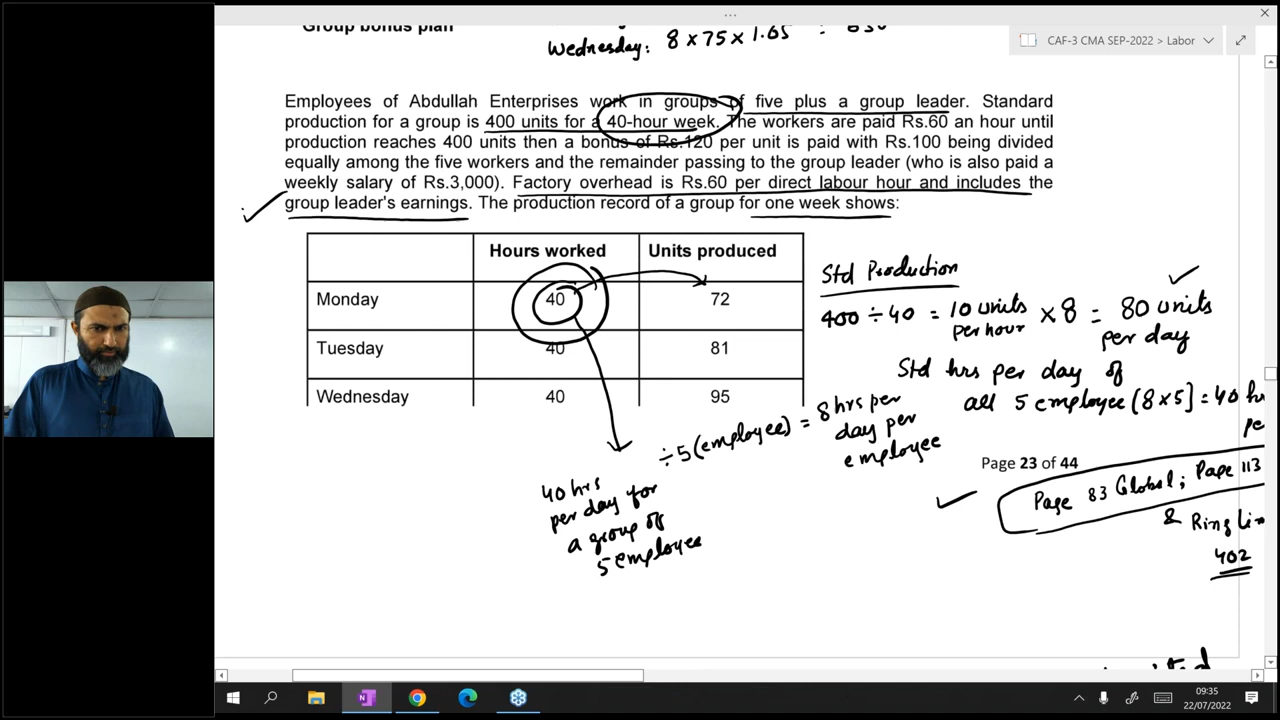 Group bonus plan
Wednesday: 8 x 75 x 1.65 =
CAF-3 CMA SEP-2022 > Labor
Employees of Abdullah Enterprises work in groups of five plus a group leader. Standard
production for a group is 400 units for a 40-hour week. The workers are paid Rs.60 an hour until
production reaches 400 units then a bonus of Rs.120 per unit is paid with Rs.100 being divided
equally among the five workers and the remainder passing to the group leader (who is also paid a
weekly salary of Rs.3,000). Factory overhead is Rs.60 per direct labour hour and includes the
group leader's earnings. The production record of a group for one week shows:
Hours worked Units produced
Monday 40 72
Tuesday 40 81
Wednesday 40 95
Std Production
400 ÷ 40 = 10 units per hour x 8 = 80 units per day
Std hrs per day of
all 5 employee (8 x 5) = 40 h
pe
÷ 5 (employee) = 8 hrs per
day per
employee
40 hrs
per day for
a group of
5 employee
Page 23 of 44
Page 83 Global; Page 113
& Ring
402
09:35
22/07/2022